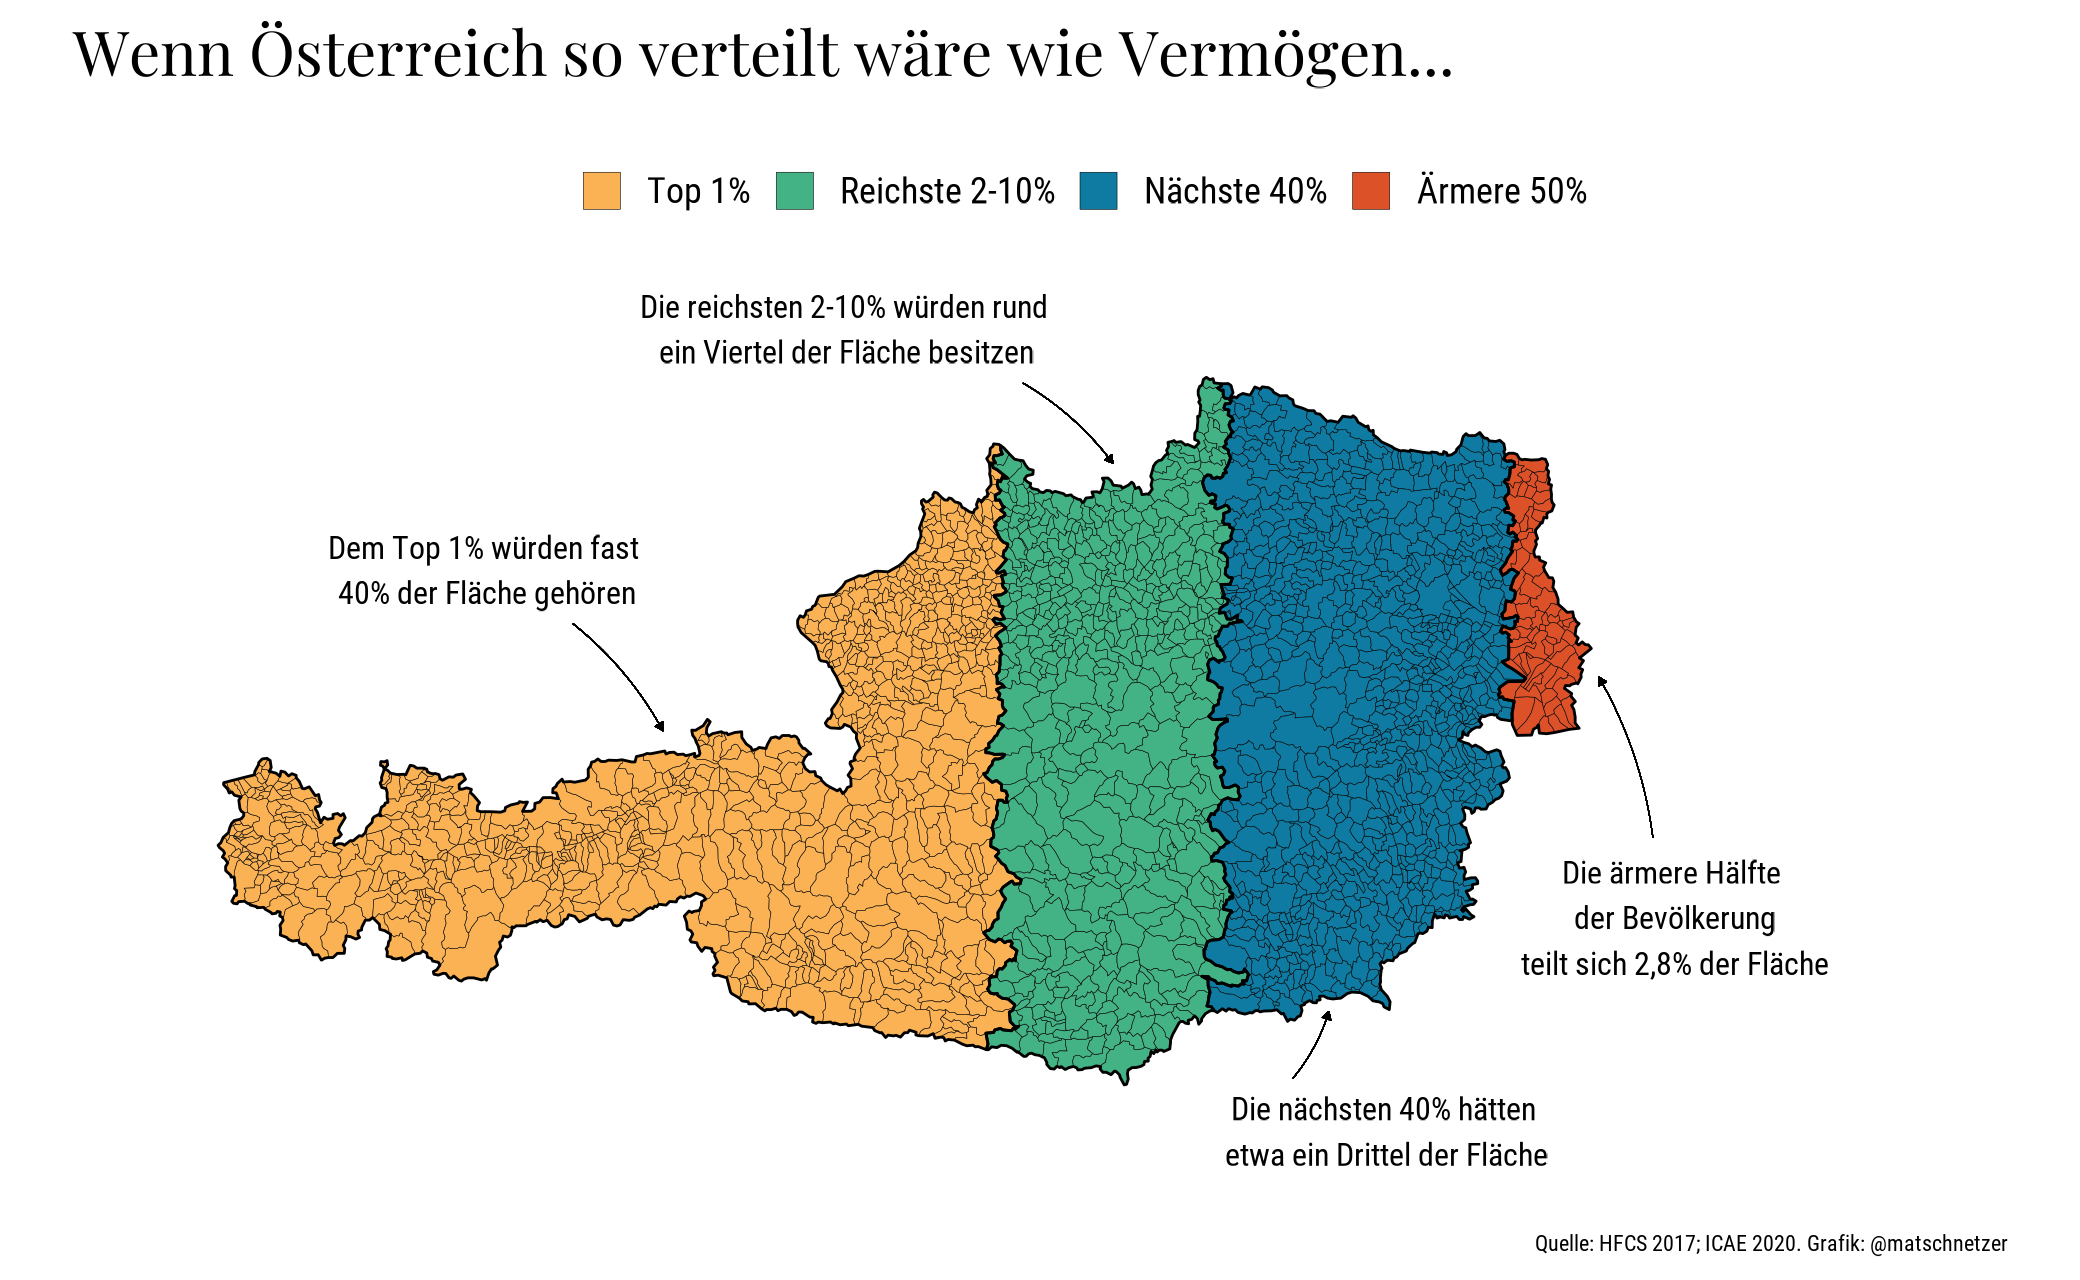 Wenn Österreich so verteilt wäre wie Vermögen...
Top 1% Reichste 2-10% Nächste 40% Ärmere 50%
Die reichsten 2-10% würden rund
ein Viertel der Fläche besitzen
Dem Top 1% würden fast
40% der Fläche gehören
Die ärmere Hälfte
der Bevölkerung
teilt sich 2,8% der Fläche
Die nächsten 40% hätten
etwa ein Drittel der Fläche
Quelle: HFCS 2017; ICAE 2020. Grafik: @matschnetzer